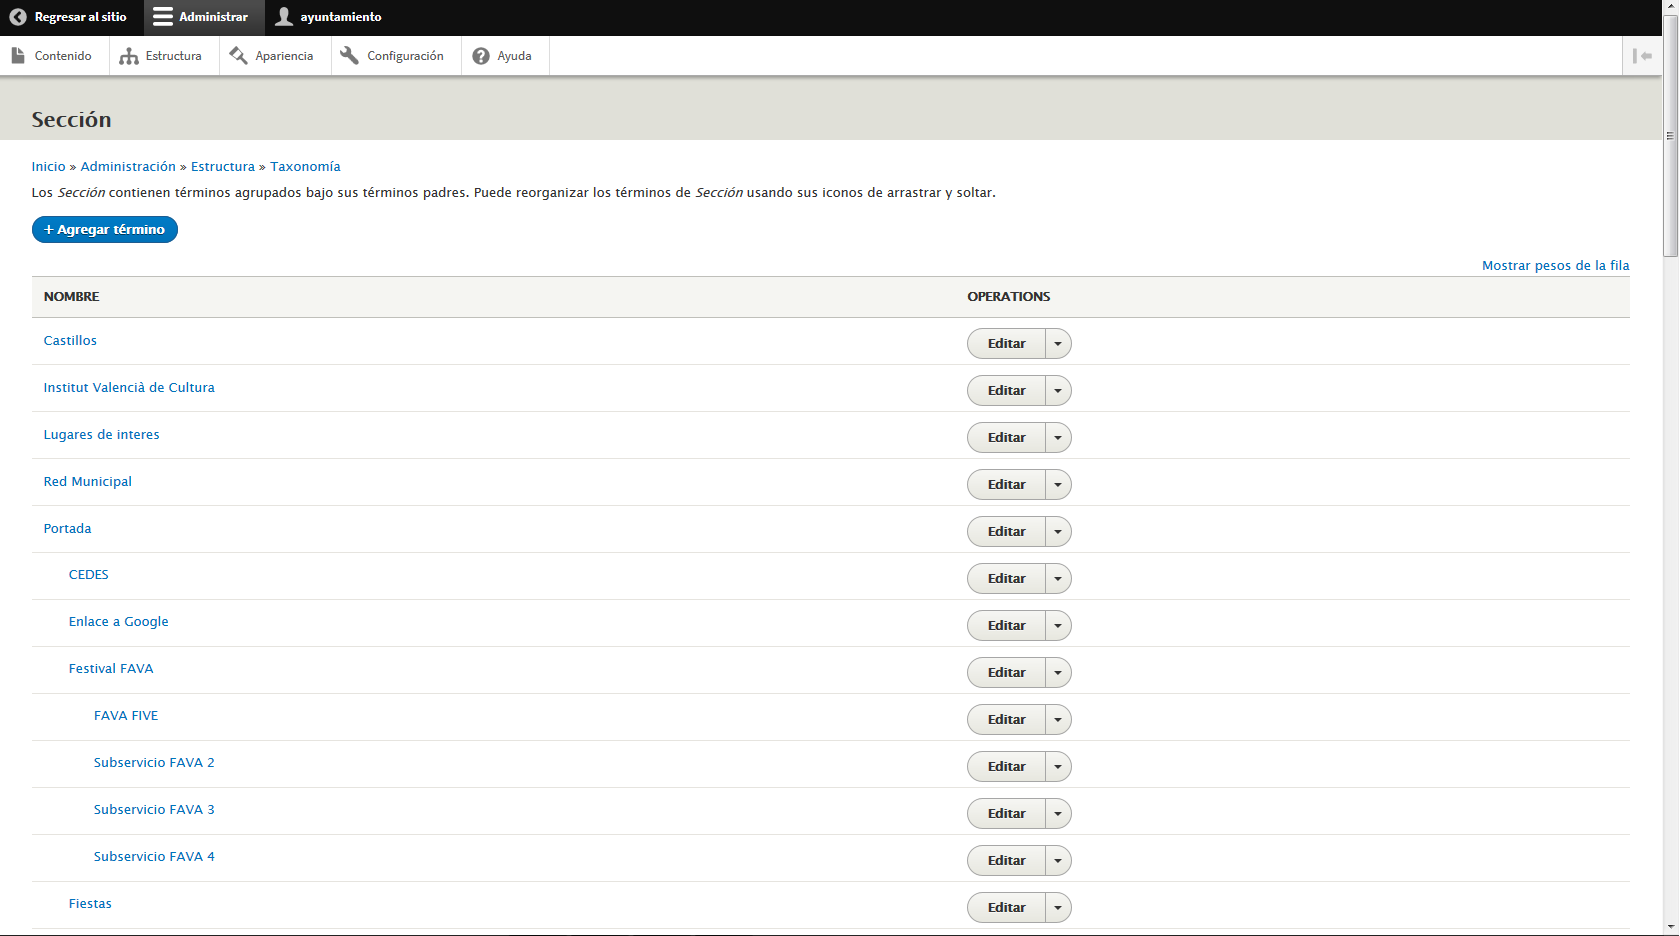 Regresar al sitio Administrar ayuntamiento
Contenido Estructura Apariencia Configuración Ayuda
Sección
Inicio » Administración » Estructura » Taxonomía
Los Sección contienen términos agrupados bajo sus términos padres. Puede reorganizar los términos de Sección usando sus iconos de arrastrar y soltar.
+ Agregar término
Mostrar pesos de la fila
NOMBRE OPERATIONS
Castillos Editar
Institut Valencià de Cultura Editar
Lugares de interes Editar
Red Municipal Editar
Portada Editar
CEDES Editar
Enlace a Google Editar
Festival FAVA Editar
FAVA FIVE Editar
Subservicio FAVA 2 Editar
Subservicio FAVA 3 Editar
Subservicio FAVA 4 Editar
Fiestas Editar